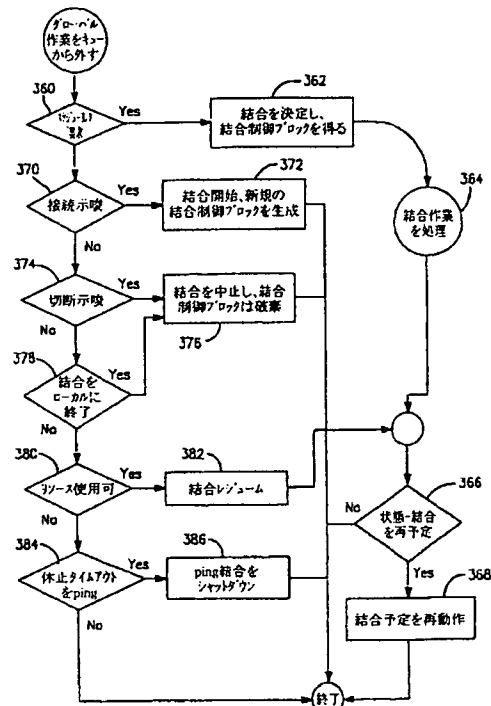 グローバル
作業をキュー
から外す
360
Yes
362
結合を決定し、
結合制御ブロックを得る
370
接続示唆
Yes
372
結合開始、新規の
結合制御ブロックを生成
364
結合作業
を処理
No
374
切断示唆
Yes
結合を中止し、結合
制御ブロックは破棄
376
No
378
結合を
ローカルに
終了
Yes
No
380
リソース使用可
Yes
382
結合レジューム
No
366
状態-結合
を再予定
No
384
休止タイムアウト
をping
Yes
386
ping結合を
シャットダウン
Yes
368
結合予定を再動作
No
終了